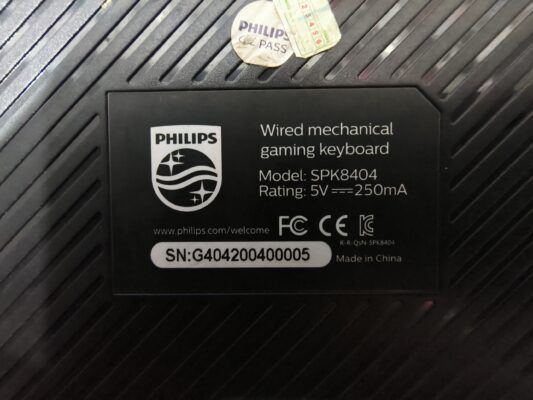 PHILIPS
QC PASS
PHILIPS
Wired mechanical
gaming keyboard
Model: SPK8404
Rating: 5V⎓250mA
www.philips.com/welcome
FC CE
R-R-QsN-SPK8404
SN:G404200400005
Made in China